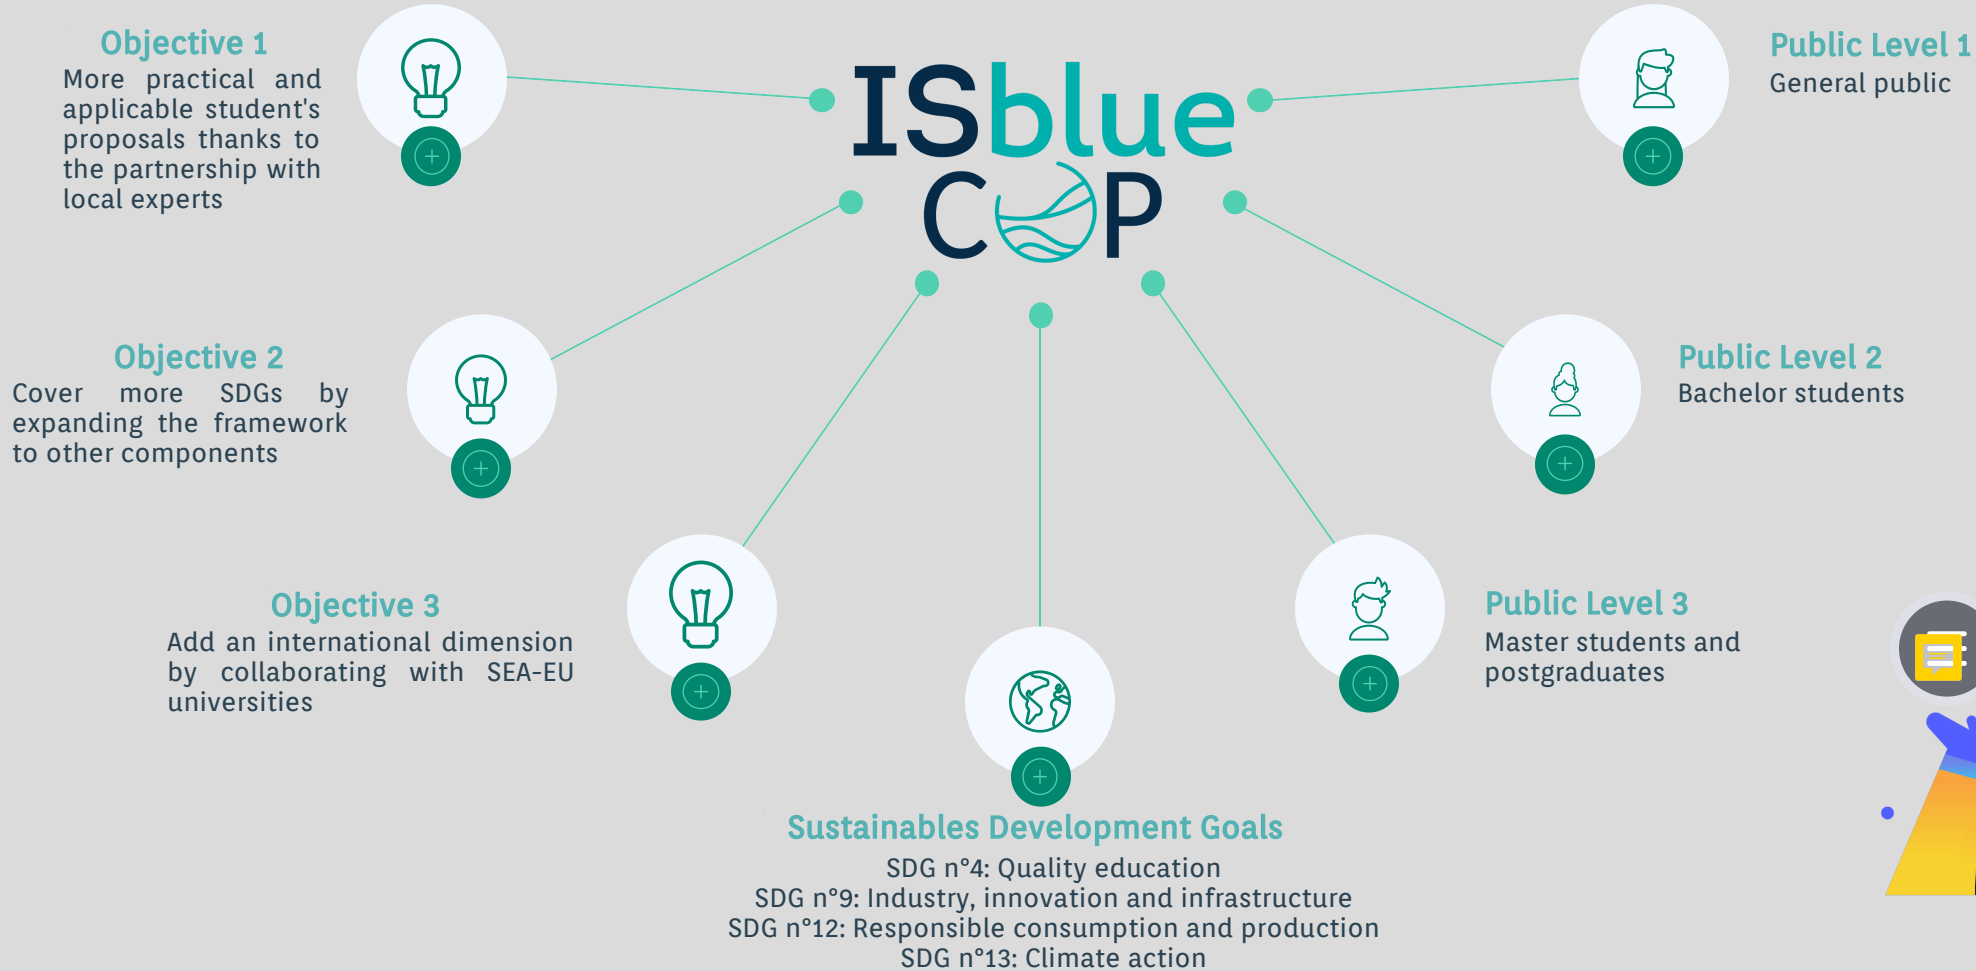 ISblue
COP
Objective 1
More practical and
applicable student's
proposals thanks to
the partnership with
local experts
Objective 2
Cover more SDGs by
expanding the framework
to other components
Objective 3
Add an international dimension
by collaborating with SEA-EU
universities
Sustainables Development Goals
SDG n°4: Quality education
SDG n°9: Industry, innovation and infrastructure
SDG n°12: Responsible consumption and production
SDG n°13: Climate action
Public Level 1
General public
Public Level 2
Bachelor students
Public Level 3
Master students and
postgraduates